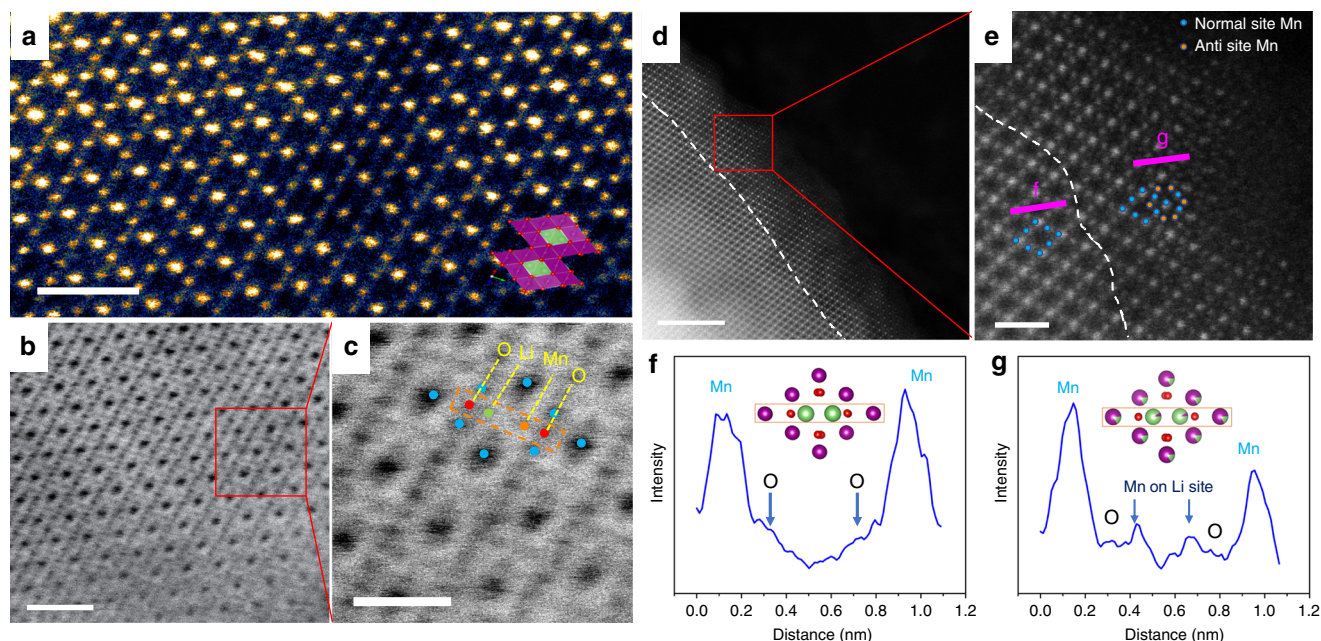 a
d
e
Normal site Mn
Anti site Mn
g
f
b
c
O
Li
Mn
O
f
Mn
Mn
O
O
Intensity
0.0 0.2 0.4 0.6 0.8 1.0 1.2
Distance (nm)
g
Mn
Mn
Mn on Li site
O
O
Intensity
0.0 0.2 0.4 0.6 0.8 1.0 1.2
Distance (nm)